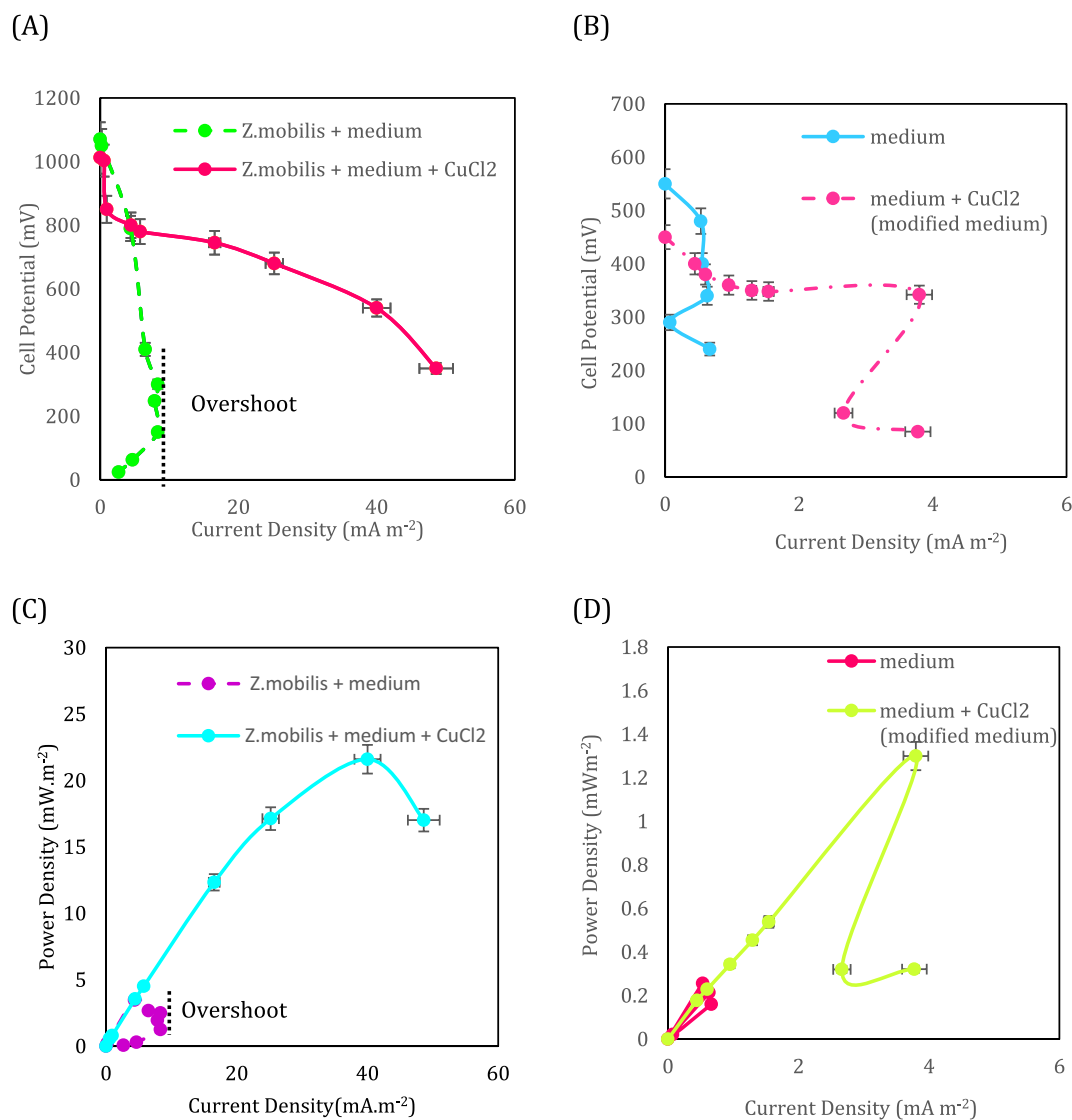 (A)
1200
1000
800
600
400
200
0
Cell Potential (mV)
Z.mobilis + medium
Z.mobilis + medium + CuCl2
Overshoot
0
20
40
60
Current Density (mA m-2)
(B)
700
600
500
400
300
200
100
0
Cell Potential (mV)
medium
medium + CuCl2
(modified medium)
0
2
4
6
Current Density (mA m-2)
(C)
30
25
20
15
10
5
0
Power Density (mW.m-2)
Z.mobilis + medium
Z.mobilis + medium + CuCl2
Overshoot
0
20
40
60
Current Density(mA.m-2)
(D)
1.8
1.6
1.4
1.2
1
0.8
0.6
0.4
0.2
0
Power Density (mWm-2)
medium
medium + CuCl2
(modified medium)
0
2
4
6
Current Density (mA m-2)